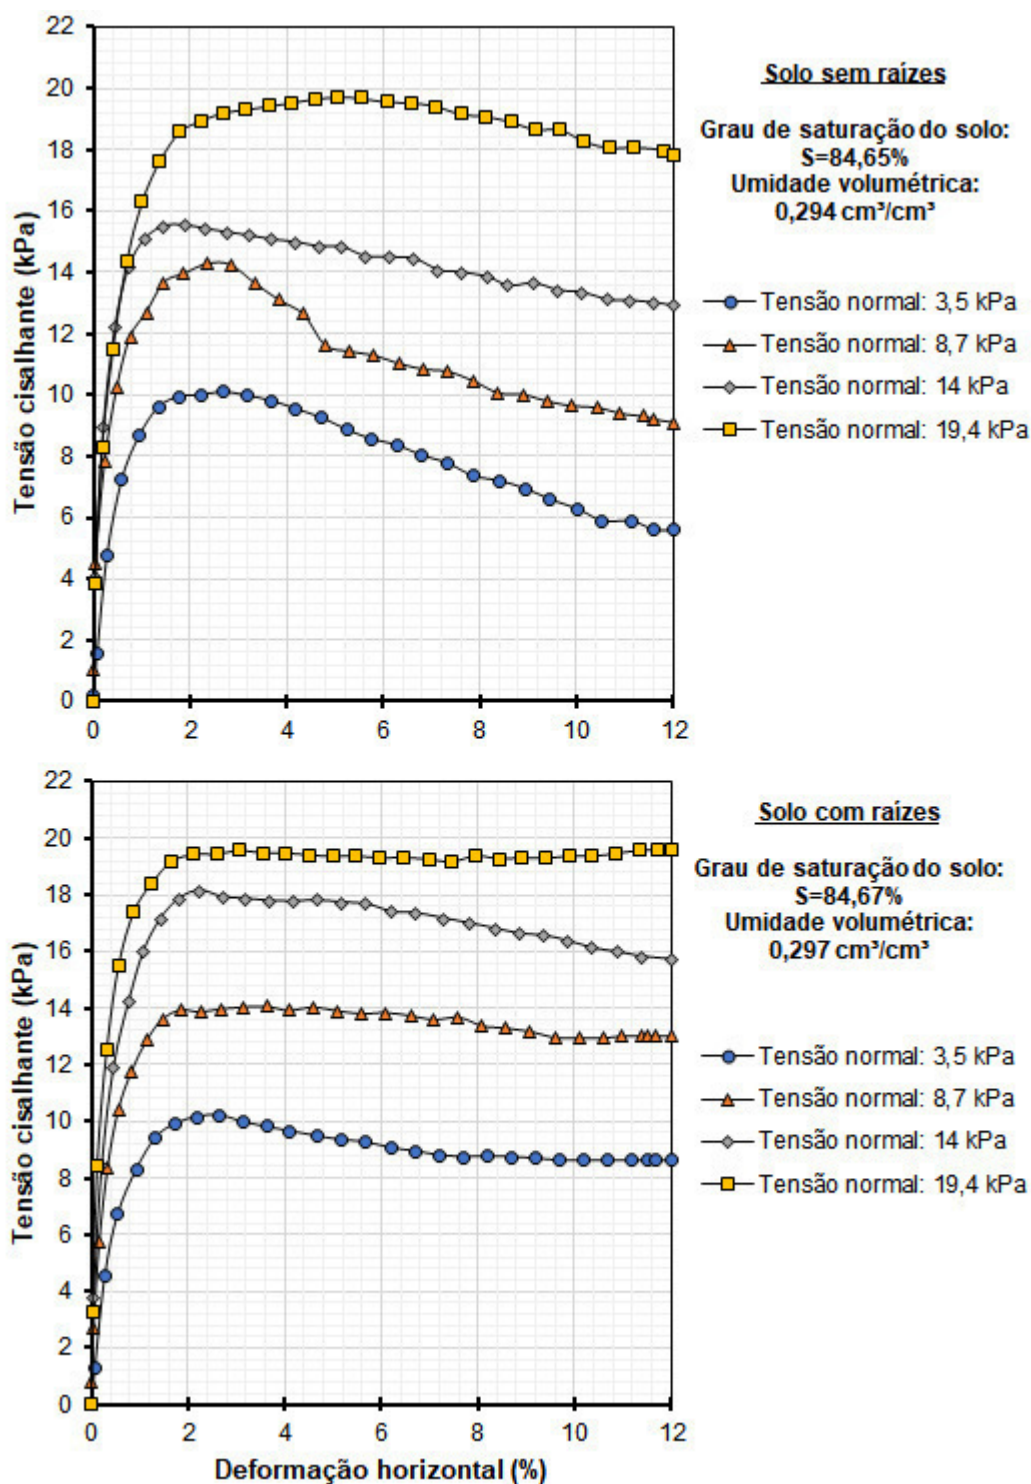 22
20
18
16
14
12
10
8
6
4
2
0
Tensão cisalhante (kPa)
0 2 4 6 8 10 12
Solo sem raízes
Grau de saturação do solo:
S=84,65%
Umidade volumétrica:
0,294 cm³/cm³
Tensão normal: 3,5 kPa
Tensão normal: 8,7 kPa
Tensão normal: 14 kPa
Tensão normal: 19,4 kPa
22
20
18
16
14
12
10
8
6
4
2
0
Tensão cisalhante (kPa)
0 2 4 6 8 10 12
Deformação horizontal (%)
Solo com raízes
Grau de saturação do solo:
S=84,67%
Umidade volumétrica:
0,297 cm³/cm³
Tensão normal: 3,5 kPa
Tensão normal: 8,7 kPa
Tensão normal: 14 kPa
Tensão normal: 19,4 kPa